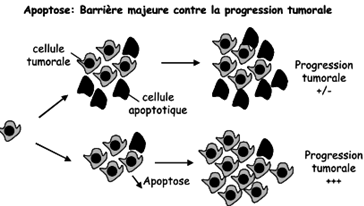 Apoptose: Barrière majeure contre la progression tumorale
cellule
tumorale
cellule
apoptotique
Progression
tumorale
+/-
Apoptose
Progression
tumorale
+++